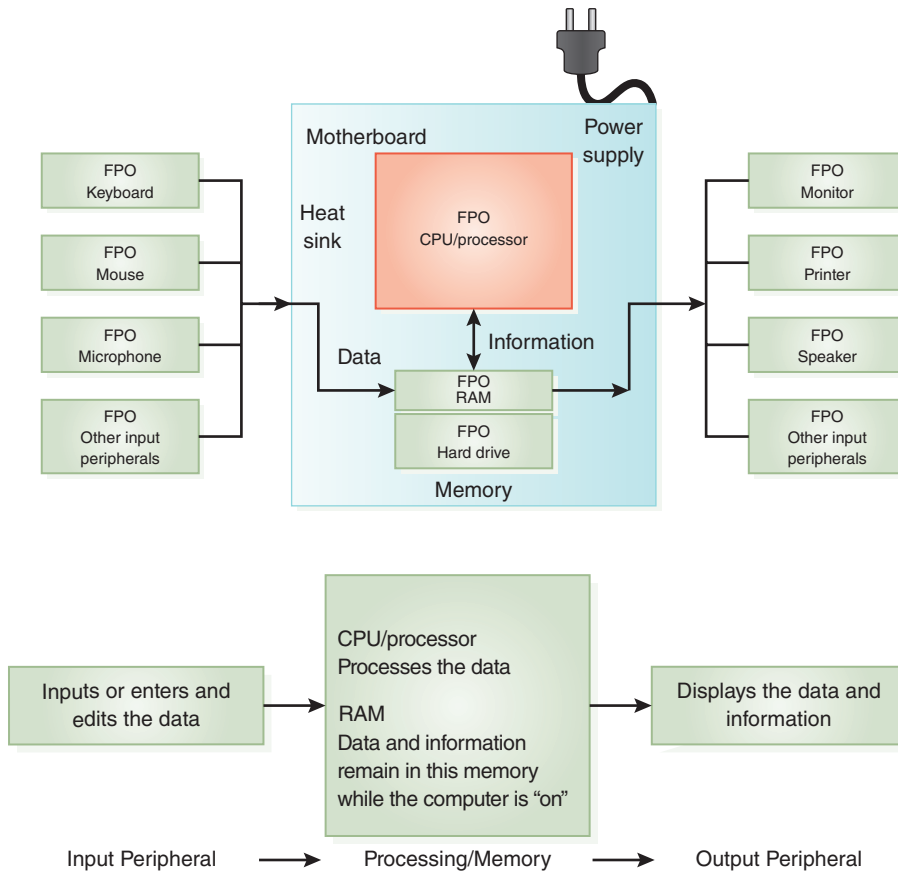 Motherboard
Power
supply
Heat
sink
FPO
Keyboard
FPO
Mouse
FPO
Microphone
FPO
Other input
peripherals
FPO
CPU/processor
Data
Information
FPO
RAM
FPO
Hard drive
Memory
FPO
Monitor
FPO
Printer
FPO
Speaker
FPO
Other input
peripherals
Inputs or enters and
edits the data
CPU/processor
Processes the data
RAM
Data and information
remain in this memory
while the computer is “on”
Displays the data and
information
Input Peripheral
Processing/Memory
Output Peripheral